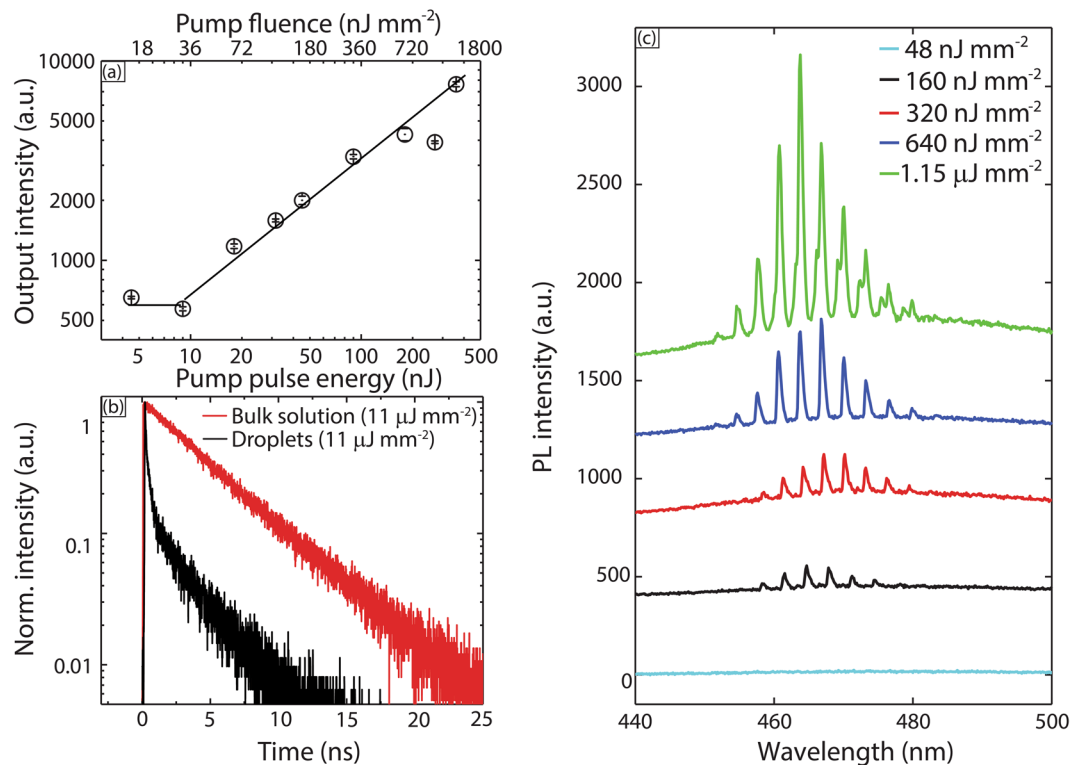 Pump fluence (nJ mm⁻²)
18 36 72 180 360 720 1800
(a)
10000
5000
2000
1000
500
Output intensity (a.u.)
5 10 20 50 100 200 500
Pump pulse energy (nJ)
(b)
Bulk solution (11 μJ mm⁻²)
Droplets (11 μJ mm⁻²)
1
0.1
0.01
Norm. intensity (a.u.)
0 5 10 15 20 25
Time (ns)
(c)
48 nJ mm⁻²
160 nJ mm⁻²
320 nJ mm⁻²
640 nJ mm⁻²
1.15 μJ mm⁻²
3000
2500
2000
1500
1000
500
0
PL intensity (a.u.)
440 460 480 500
Wavelength (nm)